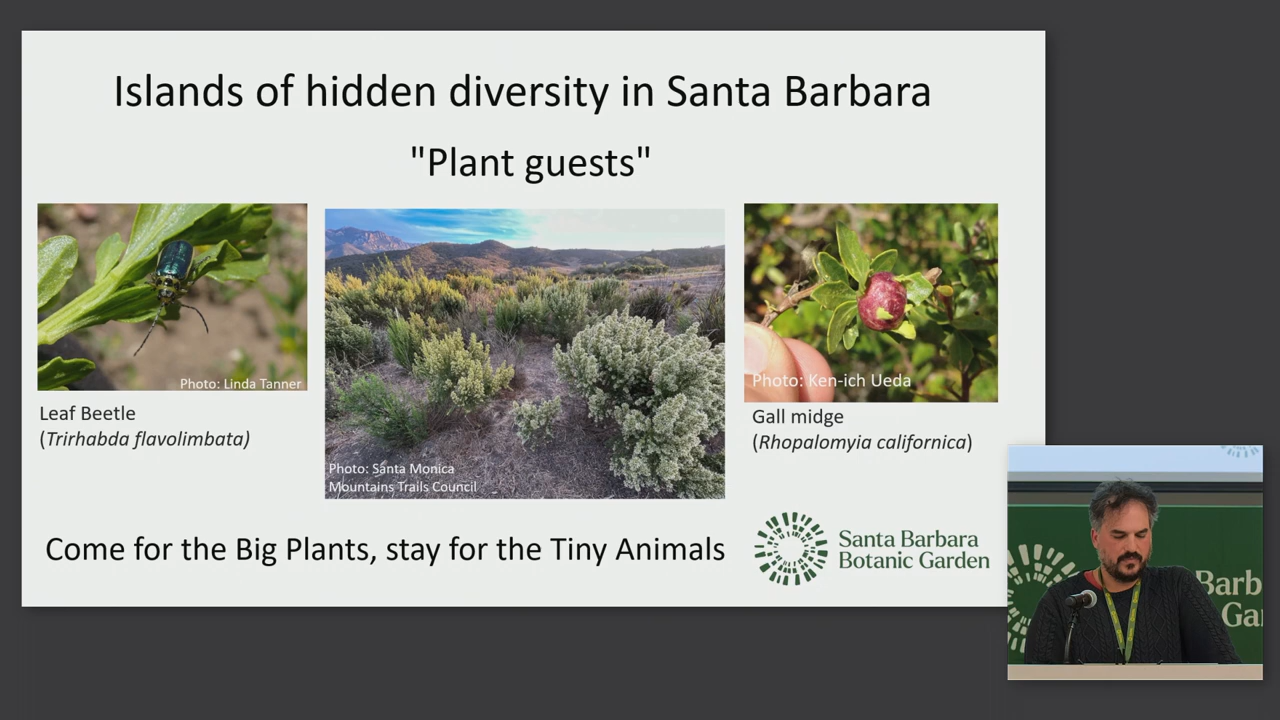 Islands of hidden diversity in Santa Barbara
"Plant guests"
Photo: Linda Tanner
Leaf Beetle
(Trirhabda flavolimbata)
Photo: Santa Monica
Mountains Trails Council
Photo: Ken-ich Ueda
Gall midge
(Rhopalomyia californica)
Come for the Big Plants, stay for the Tiny Animals
Santa Barbara
Botanic Garden
Barb
Ga